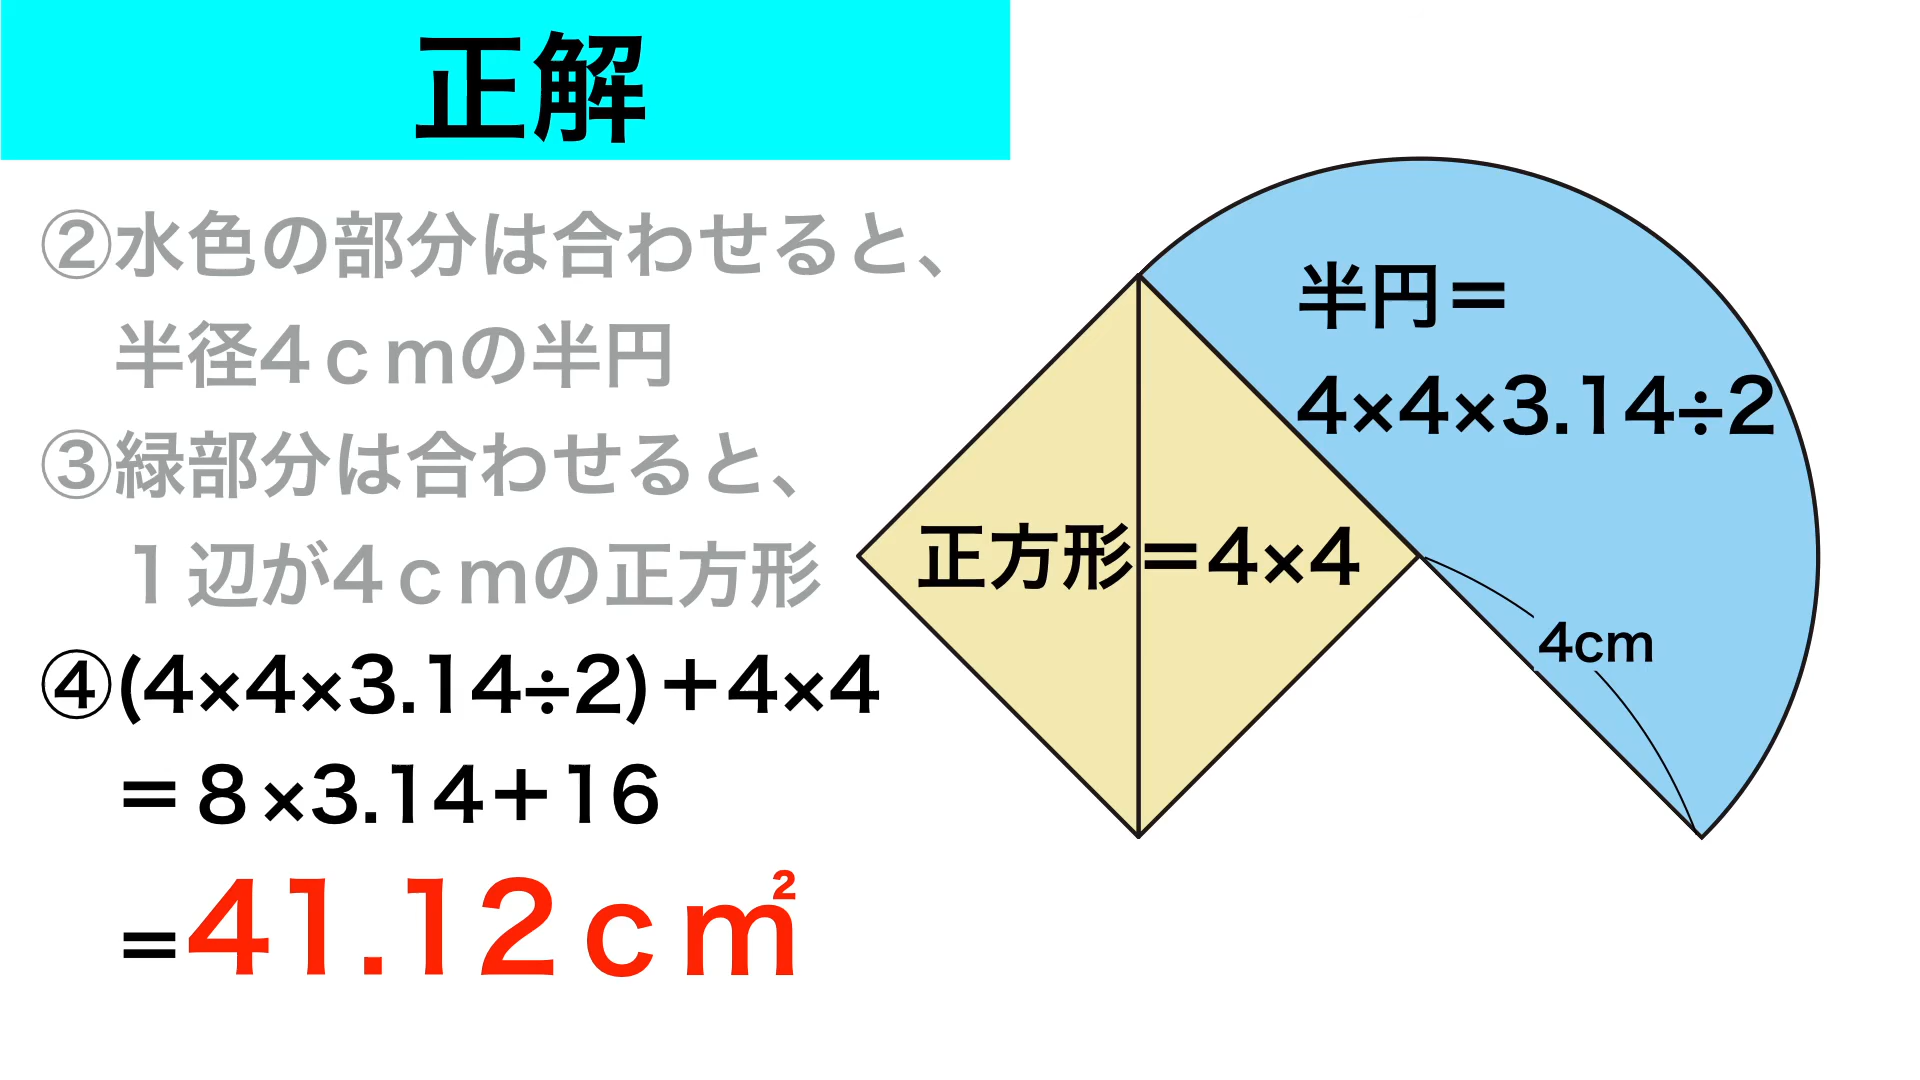 正解
②水色の部分は合わせると、
半径4ｃｍの半円
③緑部分は合わせると、
１辺が4ｃｍの正方形
④(4×4×3.14÷2)＋4×4
＝８×3.14＋16
=41.12ｃ㎡
半円＝
4×4×3.14÷2
正方形＝4×4
4cm